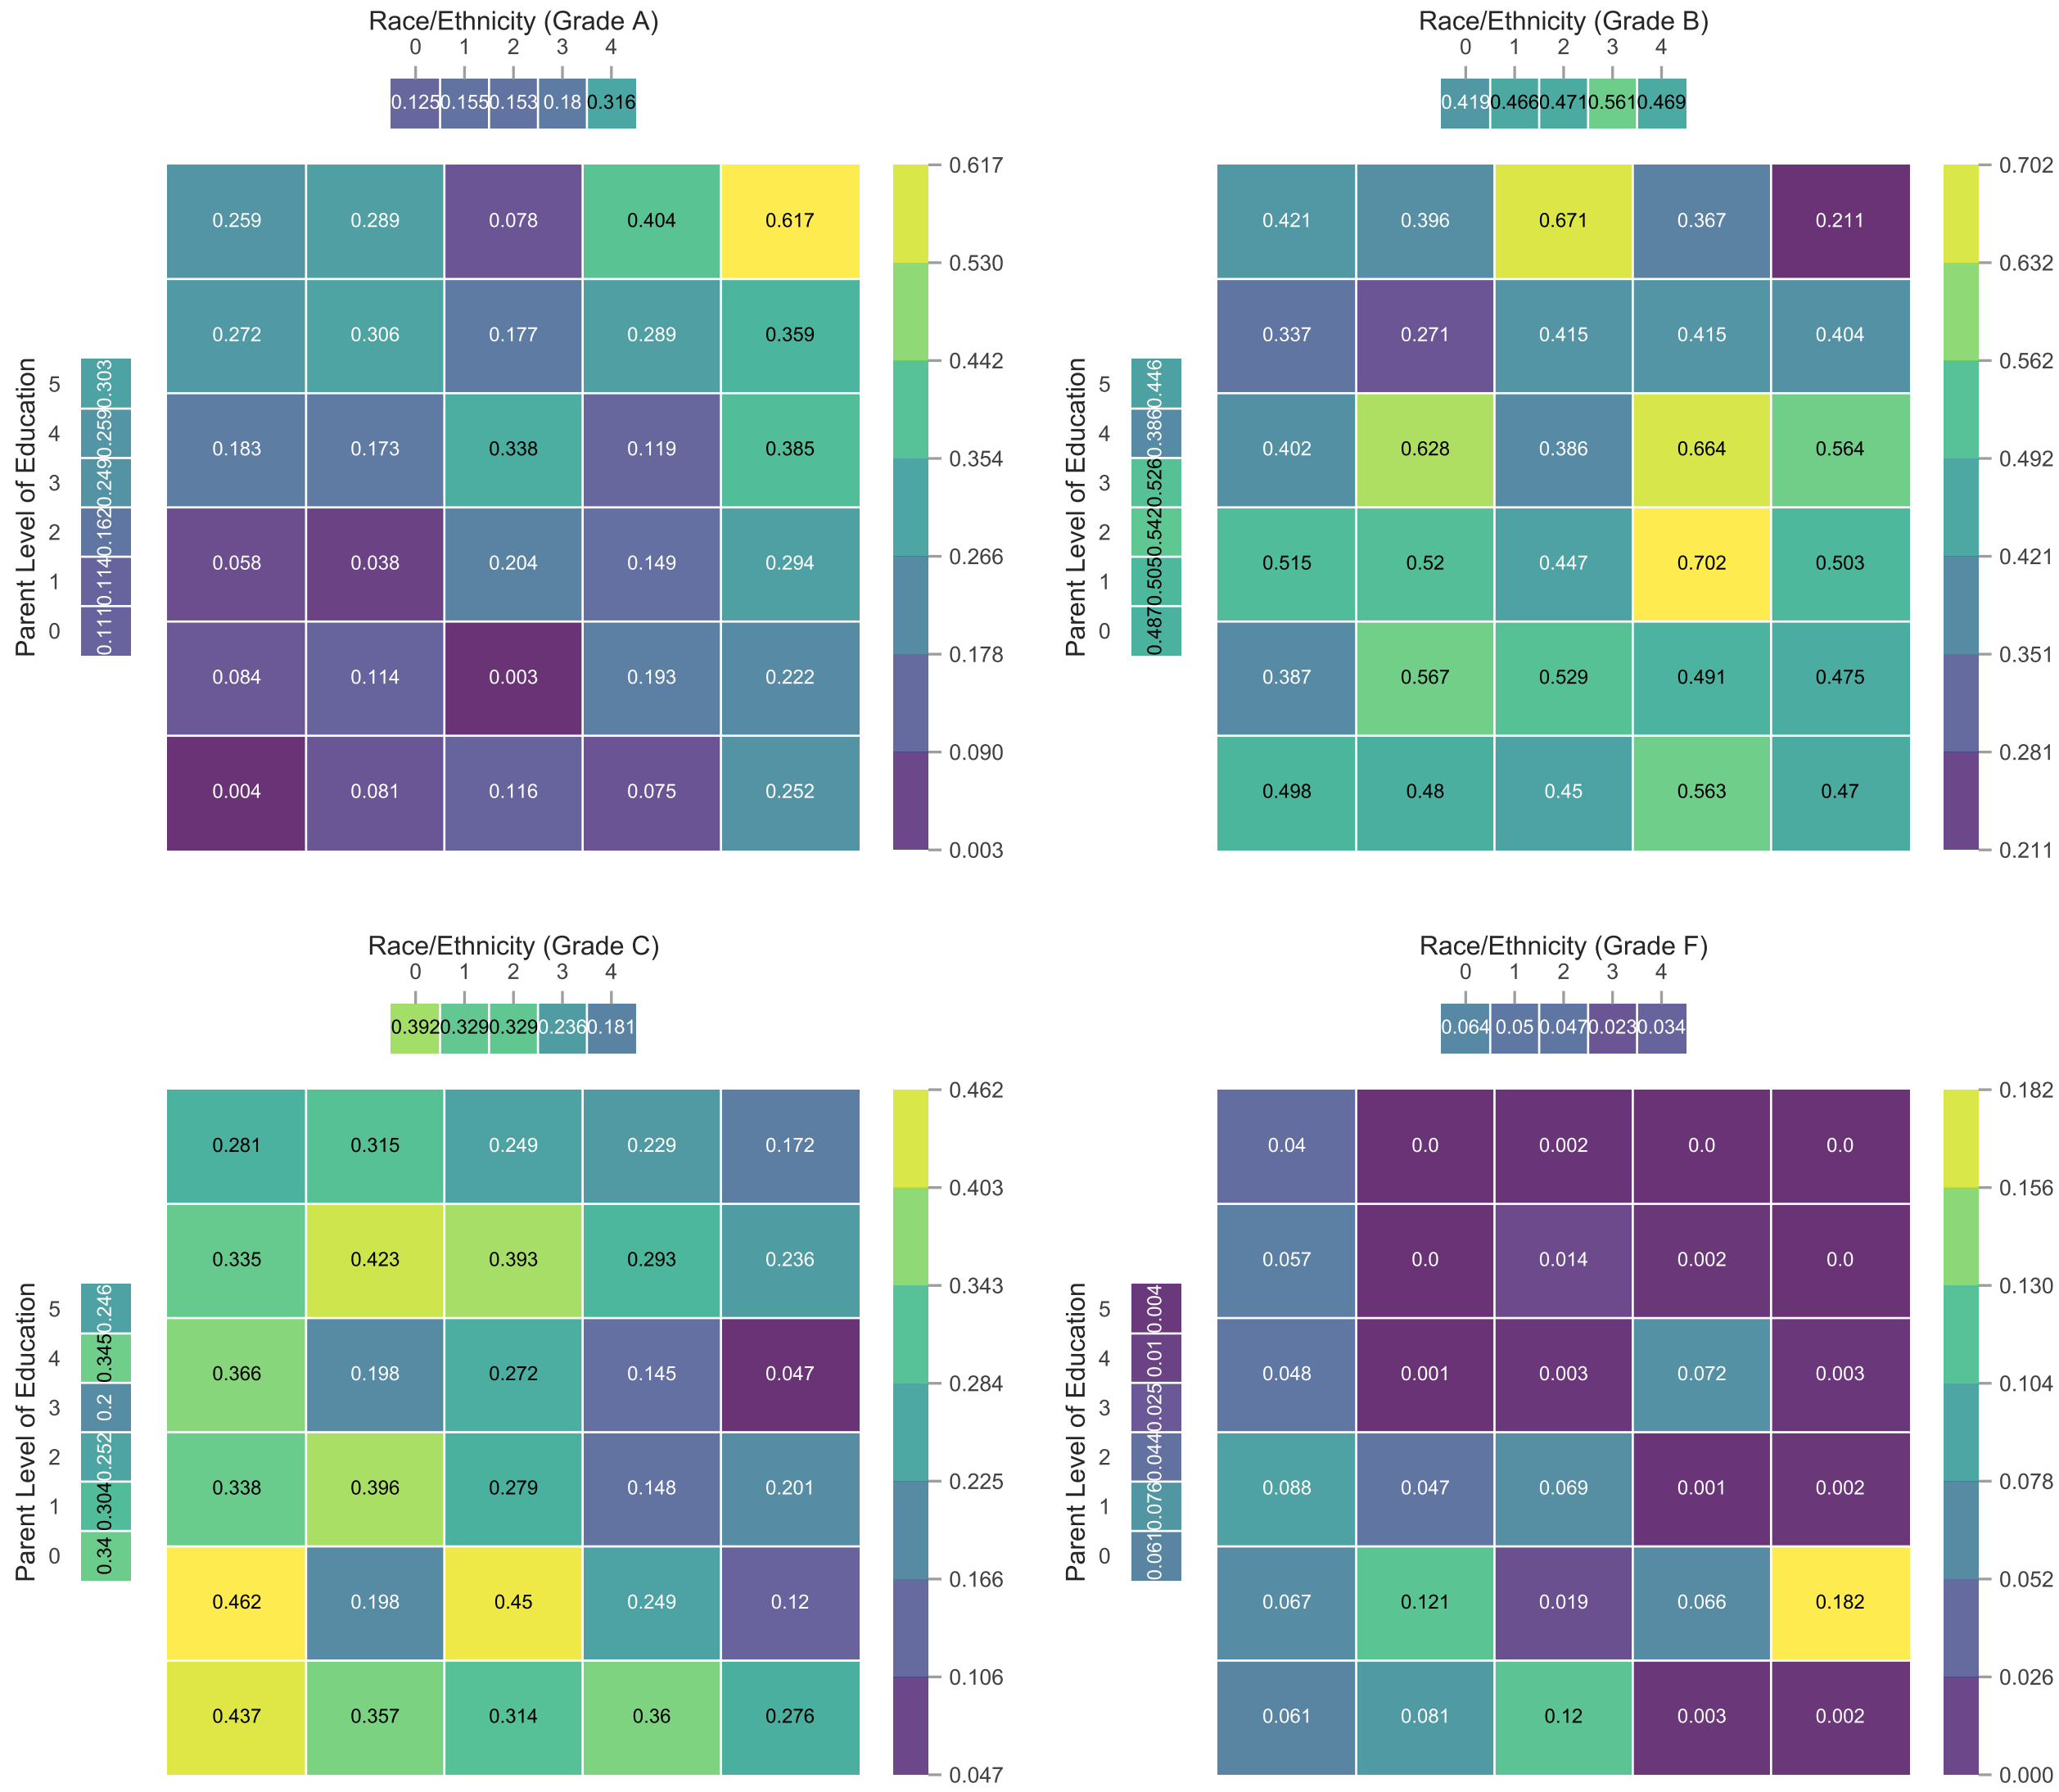 Race/Ethnicity (Grade A)
0 1 2 3 4
0.125 0.155 0.153 0.18 0.316
0.259 0.289 0.078 0.404 0.617
0.272 0.306 0.177 0.289 0.359
0.183 0.173 0.338 0.119 0.385
0.058 0.038 0.204 0.149 0.294
0.084 0.114 0.003 0.193 0.222
0.004 0.081 0.116 0.075 0.252
Parent Level of Education
5 0.303
4 0.259
3 0.249
2 0.162
1 0.114
0 0.111
0.617
0.530
0.442
0.354
0.266
0.178
0.090
0.003
Race/Ethnicity (Grade B)
0 1 2 3 4
0.419 0.466 0.471 0.561 0.469
0.421 0.396 0.671 0.367 0.211
0.337 0.271 0.415 0.415 0.404
0.402 0.628 0.386 0.664 0.564
0.515 0.52 0.447 0.702 0.503
0.387 0.567 0.529 0.491 0.475
0.498 0.48 0.45 0.563 0.47
Parent Level of Education
5 0.446
4 0.386
3 0.526
2 0.542
1 0.505
0 0.487
0.702
0.632
0.562
0.492
0.421
0.351
0.281
0.211
Race/Ethnicity (Grade C)
0 1 2 3 4
0.392 0.329 0.329 0.236 0.181
0.281 0.315 0.249 0.229 0.172
0.335 0.423 0.393 0.293 0.236
0.366 0.198 0.272 0.145 0.047
0.338 0.396 0.279 0.148 0.201
0.462 0.198 0.45 0.249 0.12
0.437 0.357 0.314 0.36 0.276
Parent Level of Education
5 0.246
4 0.345
3 0.2
2 0.252
1 0.304
0 0.34
0.462
0.403
0.343
0.284
0.225
0.166
0.106
0.047
Race/Ethnicity (Grade F)
0 1 2 3 4
0.064 0.05 0.047 0.023 0.034
0.04 0.0 0.002 0.0 0.0
0.057 0.0 0.014 0.002 0.0
0.048 0.001 0.003 0.072 0.003
0.088 0.047 0.069 0.001 0.002
0.067 0.121 0.019 0.066 0.182
0.061 0.081 0.12 0.003 0.002
Parent Level of Education
5 0.004
4 0.01
3 0.025
2 0.044
1 0.076
0 0.061
0.182
0.156
0.130
0.104
0.078
0.052
0.026
0.000